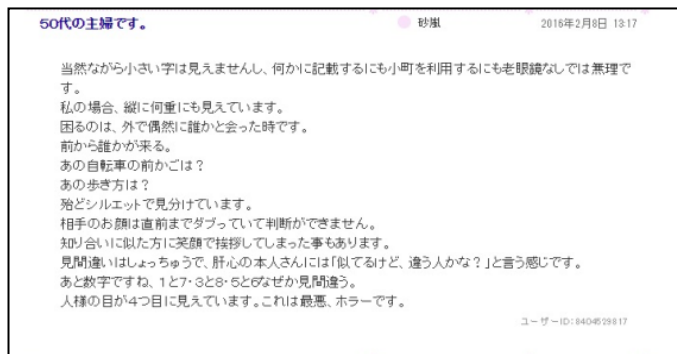 50代の主婦です。 砂嵐 2016年2月8日 13:17
当然ながら小さい字は見えませんし、何かに記載するにも小町を利用するにも老眼鏡なしでは無理で
す。
私の場合、縦に何重にも見えています。
困るのは、外で偶然に誰かと会った時です。
前から誰かが来る。
あの自転車の前かごは？
あの歩き方は？
殆どシルエットで見分けています。
相手のお顔は直前までダブっていて判断ができません。
知り合いに似た方に笑顔で挨拶してしまった事もあります。
見間違いはしょっちゅうで、肝心の本人さんには「似てるけど、違う人かな？」と言う感じです。
あと数字ですね、1と7・3と8・5と6なぜか見間違う。
人様の目が4つ目に見えています。これは最悪、ホラーです。
ユーザーID：8404529817